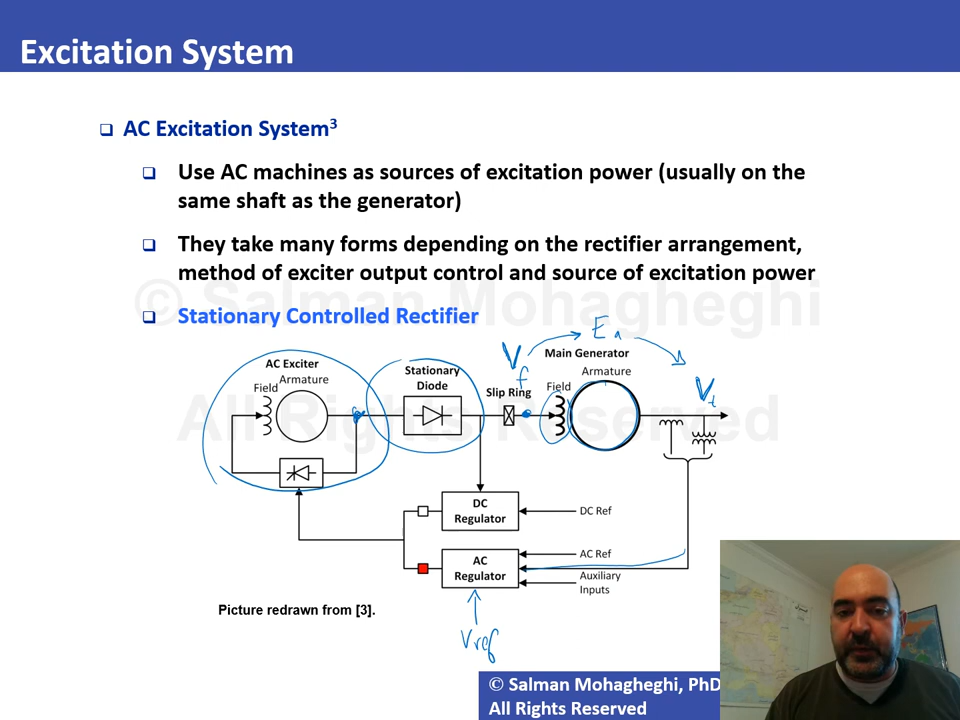 Excitation System
❑ AC Excitation System³
❑ Use AC machines as sources of excitation power (usually on the
same shaft as the generator)
❑ They take many forms depending on the rectifier arrangement,
method of exciter output control and source of excitation power
© Salman Mohagheghi
❑ Stationary Controlled Rectifier
AC Exciter
Field
Armature
Stationary
Diode
Slip Ring
Vf
Main Generator
Field
Armature
All Rights Reserved
DC
Regulator
DC Ref
AC
Regulator
AC Ref
Auxiliary
Inputs
Vref
Picture redrawn from [3].
© Salman Mohagheghi, PhD
All Rights Reserved